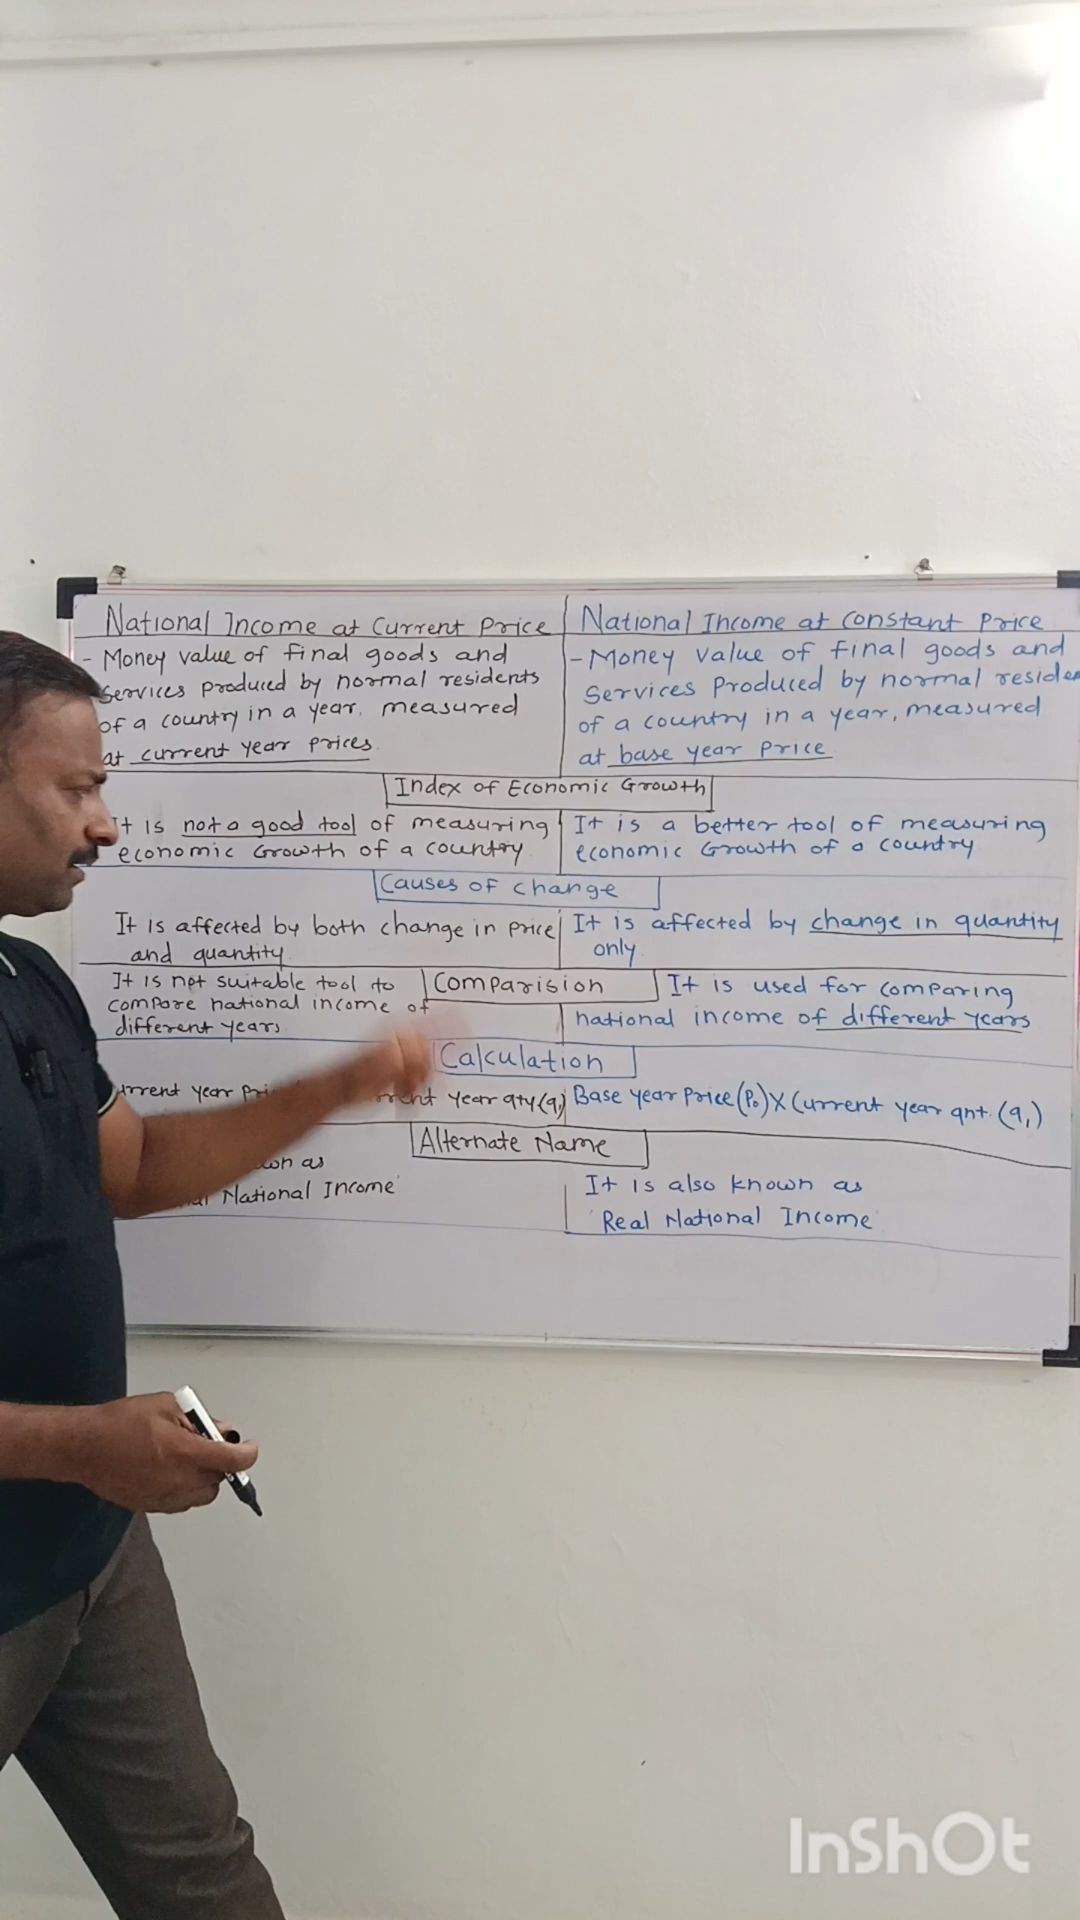 National Income at Current Price
- Money value of final goods and
services produced by normal residents
of a country in a year, measured
at current year prices.
National Income at Constant Price
- Money value of final goods and
services produced by normal
of a country in a year, measured
at base year price
Index of Economic Growth
It is not a good tool of measuring
economic Growth of a country.
It is a better tool of measuring
economic Growth of a country
Causes of change
It is affected by both change in price
and quantity.
It is affected by change in quantity
only.
Comparision
It is not suitable tool to
compare national income of
different years
It is used for comparing
national income of different years
Calculation
year qty (q1)
Base year price (P0) X Current year qnt. (q1)
Alternate Name
as
National Income
It is also known as
'Real National Income'
InShOt